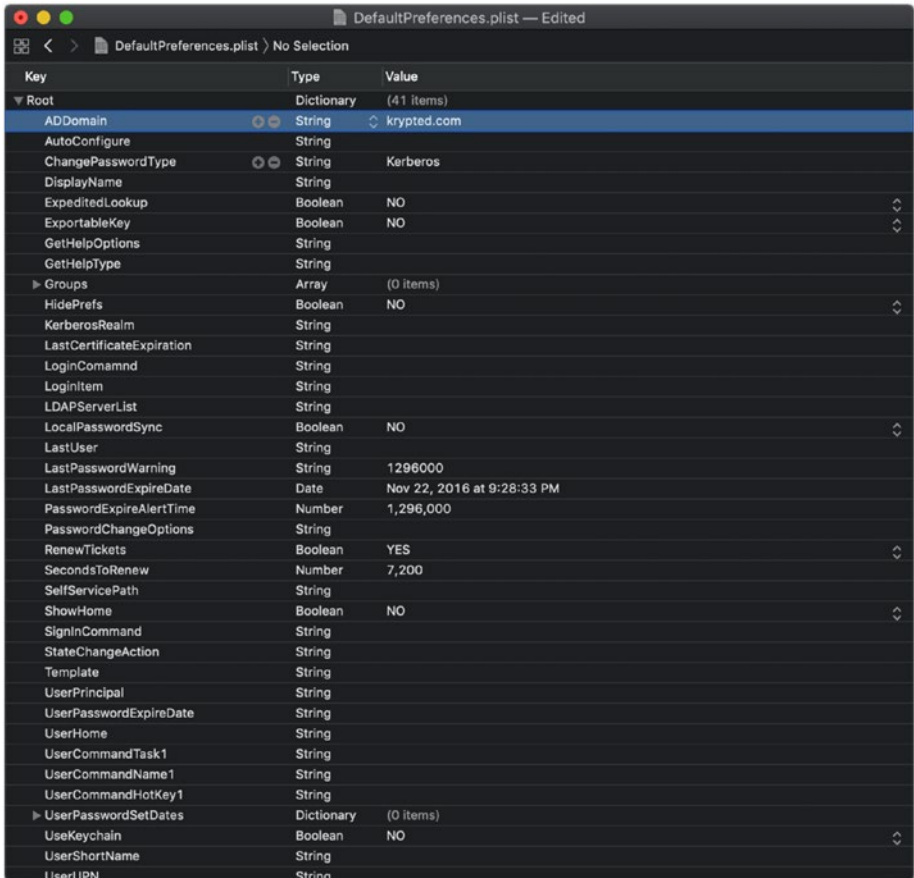 DefaultPreferences.plist — Edited
DefaultPreferences.plist 〉 No Selection
Key Type Value
Root Dictionary (41 items)
ADDomain String krypted.com
AutoConfigure String
ChangePasswordType String Kerberos
DisplayName String
ExpeditedLookup Boolean NO
ExportableKey Boolean NO
GetHelpOptions String
GetHelpType String
Groups Array (0 items)
HidePrefs Boolean NO
KerberosRealm String
LastCertificateExpiration String
LoginComamnd String
LoginItem String
LDAPServerList String
LocalPasswordSync Boolean NO
LastUser String
LastPasswordWarning String 1296000
LastPasswordExpireDate Date Nov 22, 2016 at 9:28:33 PM
PasswordExpireAlertTime Number 1,296,000
PasswordChangeOptions String
RenewTickets Boolean YES
SecondsToRenew Number 7,200
SelfServicePath String
ShowHome Boolean NO
SignInCommand String
StateChangeAction String
Template String
UserPrincipal String
UserPasswordExpireDate String
UserHome String
UserCommandTask1 String
UserCommandName1 String
UserCommandHotKey1 String
UserPasswordSetDates Dictionary (0 items)
UseKeychain Boolean NO
UserShortName String
UserUPN String